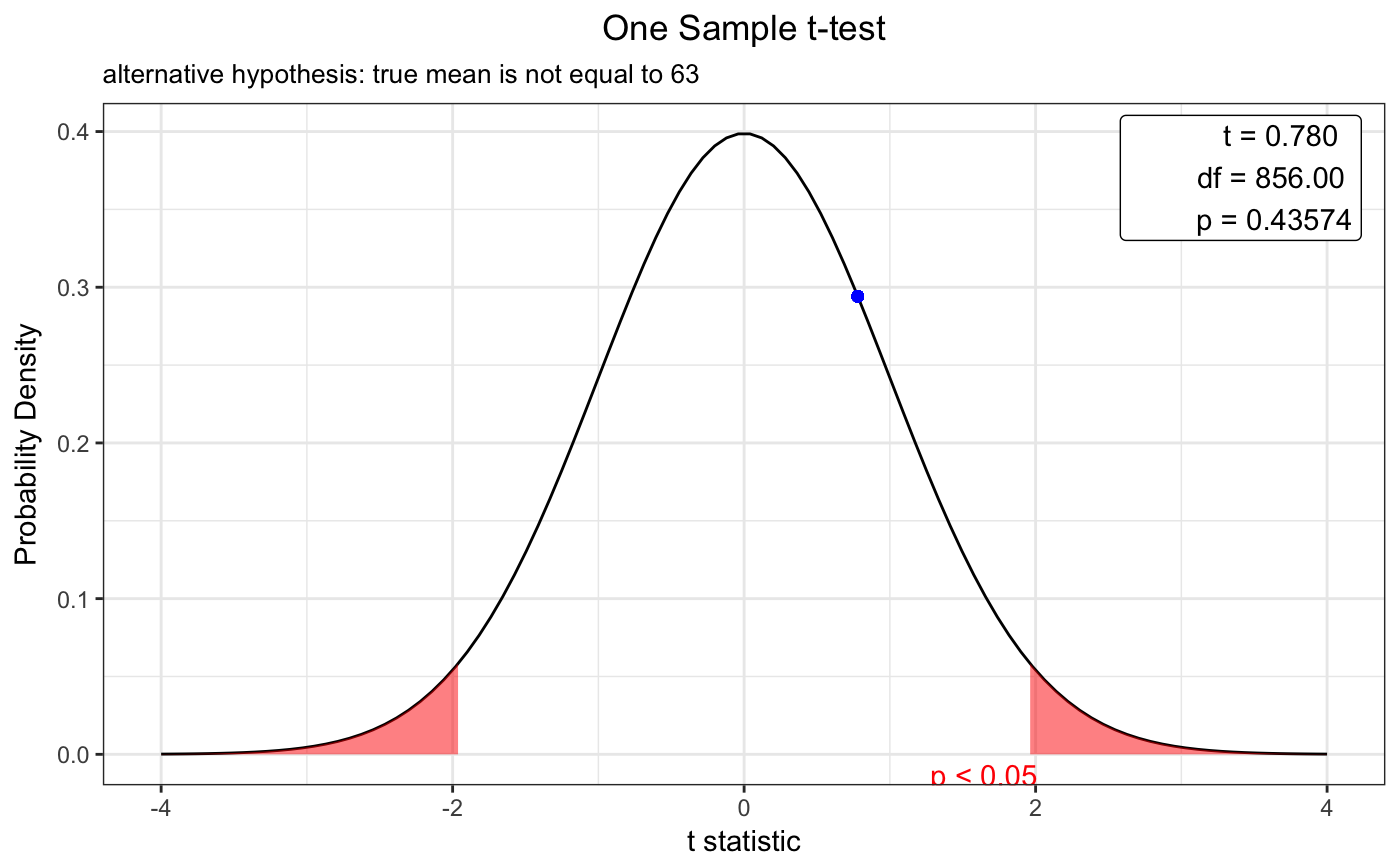 One Sample t-test
alternative hypothesis: true mean is not equal to 63
t = 0.780
df = 856.00
p = 0.43574
Probability Density
0.4
0.3
0.2
0.1
0.0
p < 0.05
-4
-2
0
2
4
t statistic